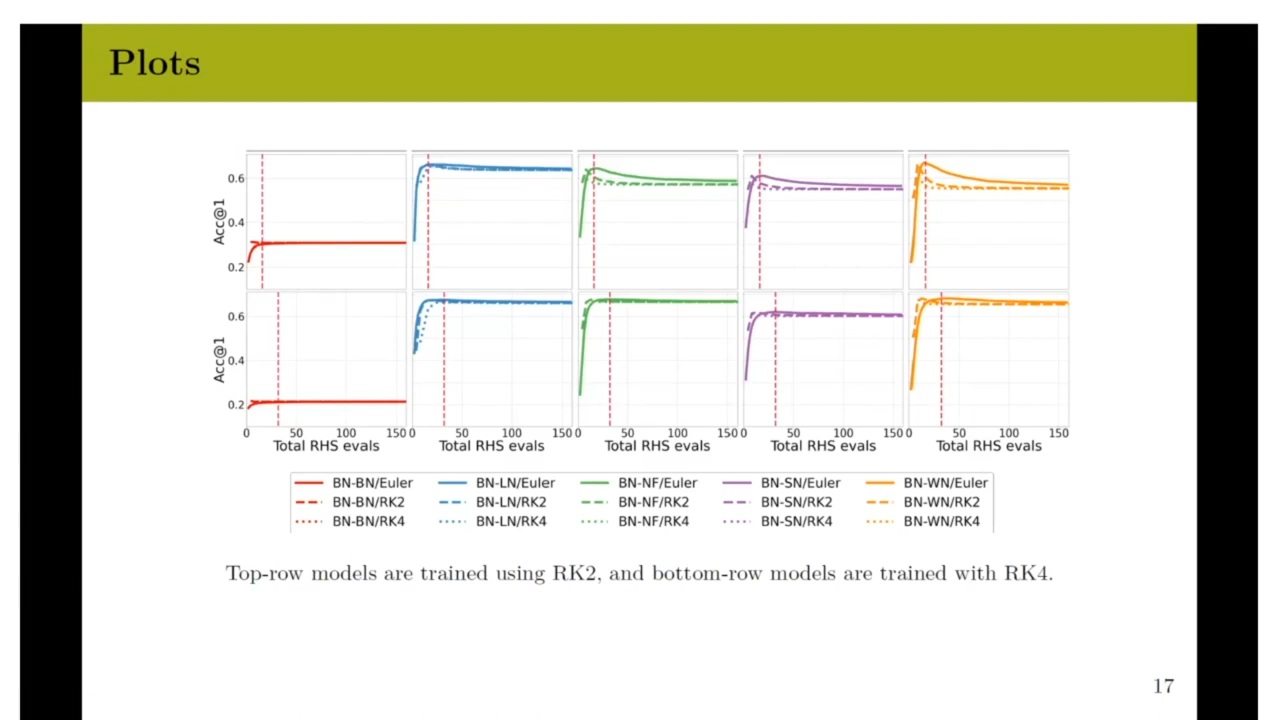 Plots
Acc@1
0.6
0.4
0.2
Acc@1
0.6
0.4
0.2
0 50 100 150 0 50 100 150 0 50 100 150 0 50 100 150 0 50 100 150
Total RHS evals Total RHS evals Total RHS evals Total RHS evals Total RHS evals
BN-BN/Euler BN-LN/Euler BN-NF/Euler BN-SN/Euler BN-WN/Euler
BN-BN/RK2 BN-LN/RK2 BN-NF/RK2 BN-SN/RK2 BN-WN/RK2
BN-BN/RK4 BN-LN/RK4 BN-NF/RK4 BN-SN/RK4 BN-WN/RK4
Top-row models are trained using RK2, and bottom-row models are trained with RK4.
17